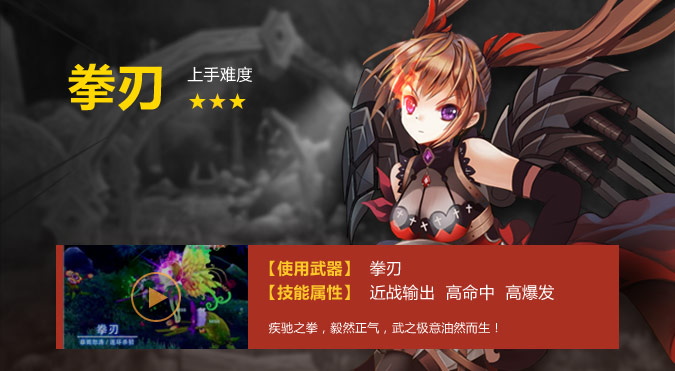 拳刃
上手难度
★★★
【使用武器】 拳刃
【技能属性】 近战输出 高命中 高爆发
疾驰之拳，毅然正气，武之极意油然而生！
拳刃